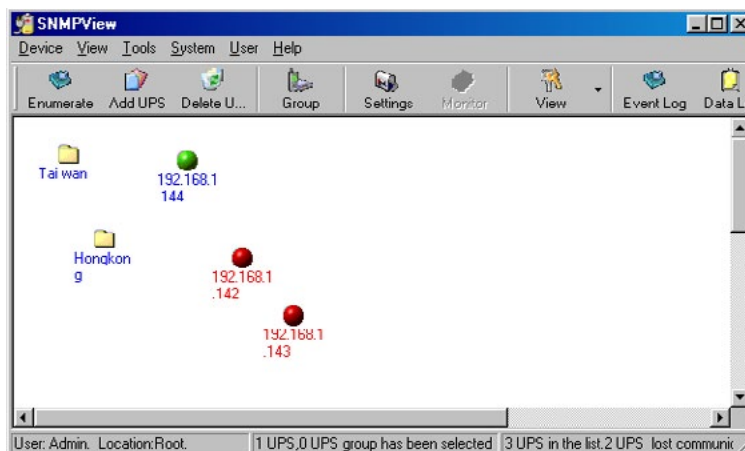 SNMPView
Device View Tools System User Help
Enumerate Add UPS Delete U... Group Settings Monitor View Event Log Data L
Tai wan
192.168.1
.144
Hongkon
g
192.168.1
.142
192.168.1
.143
User: Admin. Location:Root. 1 UPS,0 UPS group has been selected 3 UPS in the list.2 UPS lost communic